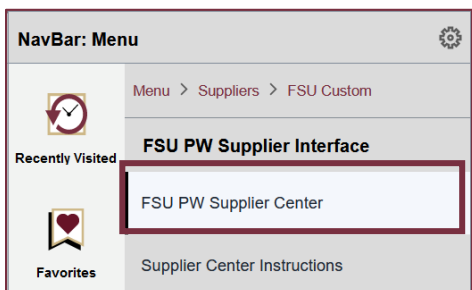 NavBar: Menu
Menu > Suppliers > FSU Custom
Recently Visited
FSU PW Supplier Interface
FSU PW Supplier Center
Favorites
Supplier Center Instructions